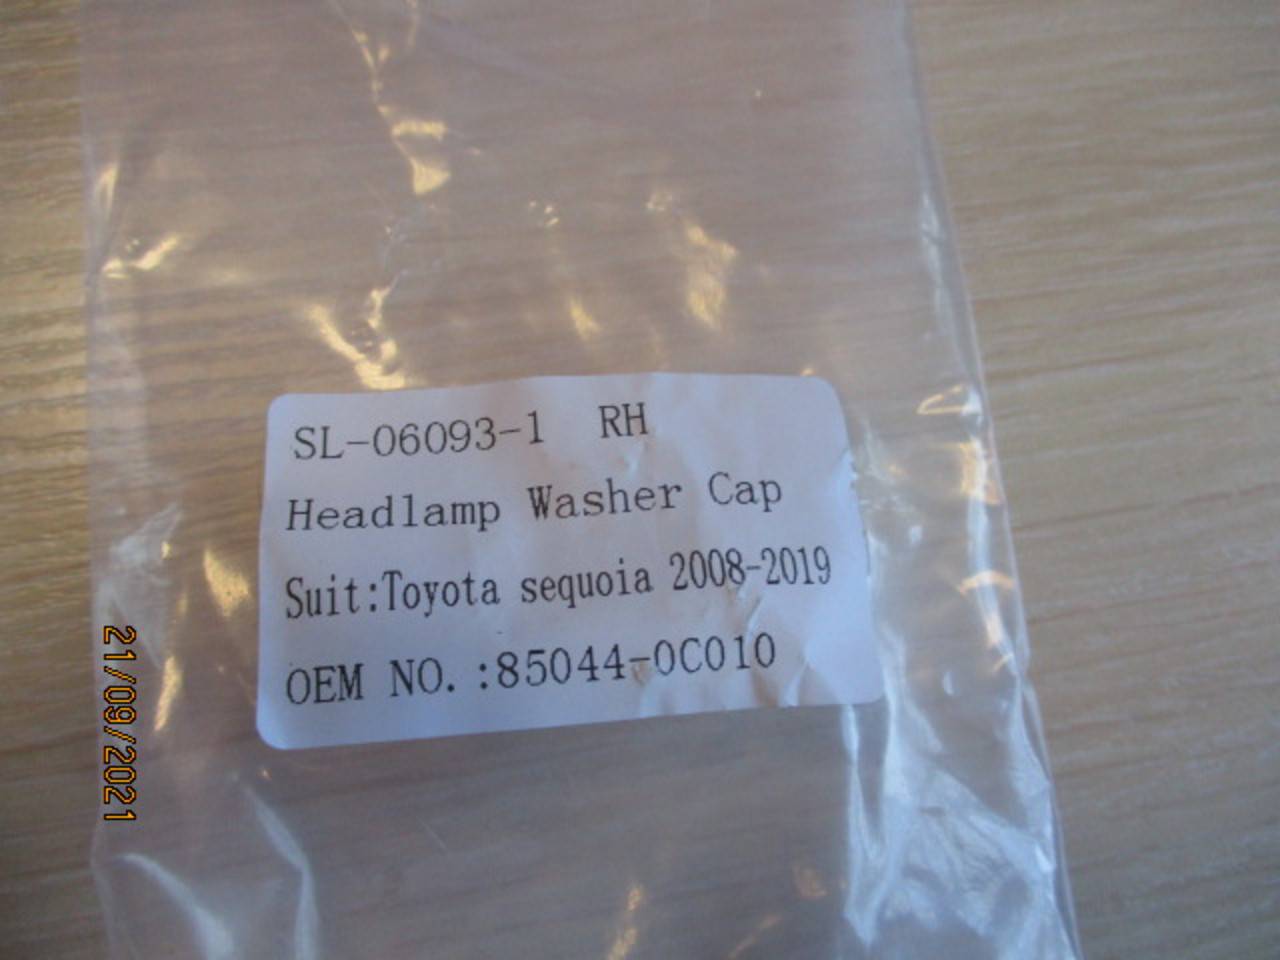 SL-06093-1 RH
Headlamp Washer Cap
Suit:Toyota sequoia 2008-2019
OEM NO.:85044-0C010
21/09/2021